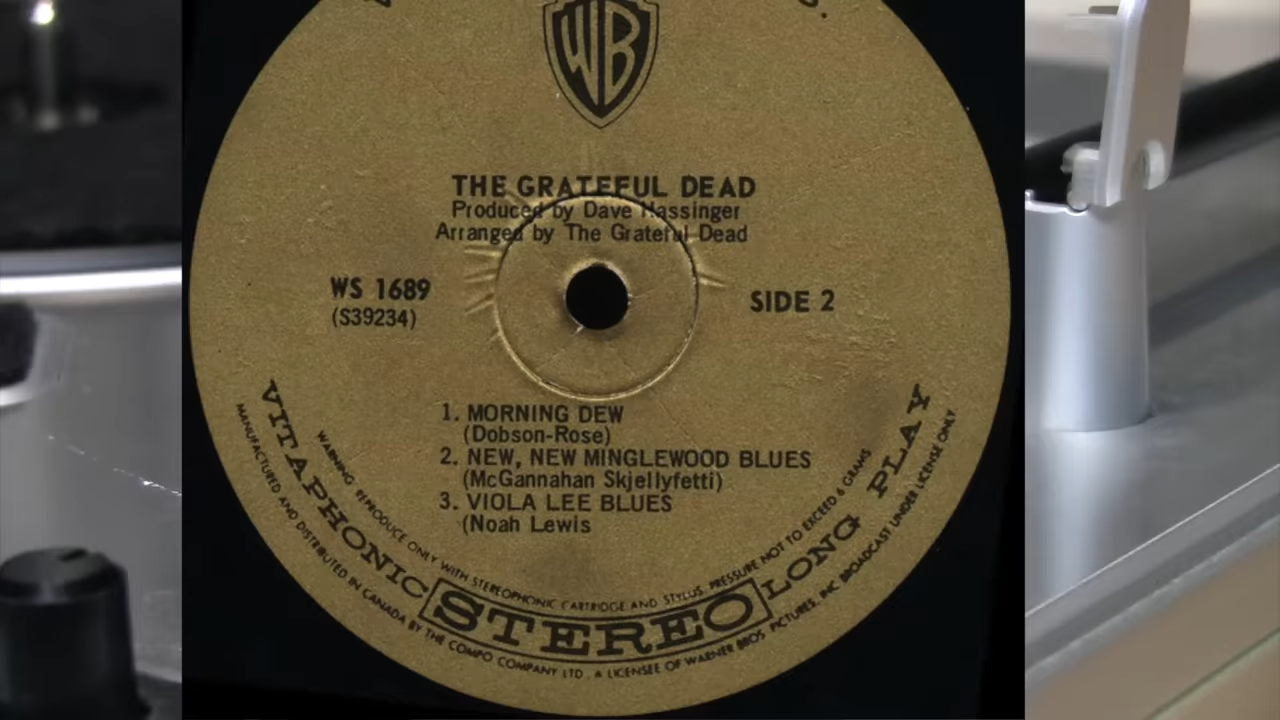 WB
THE GRATEFUL DEAD
Produced by Dave Hassinger
Arranged by The Grateful Dead
WS 1689
(S39234)
SIDE 2
1. MORNING DEW
(Dobson-Rose)
2. NEW, NEW MINGLEWOOD BLUES
(McGannahan Skjellyfetti)
3. VIOLA LEE BLUES
(Noah Lewis
VITAPHONIC STEREO LONG PLAY
WARNING REPRODUCE ONLY WITH STEREOPHONIC CARTRIDGE AND STYLUS. PRESSURE NOT TO EXCEED 6 GRAMS
MANUFACTURED AND DISTRIBUTED IN CANADA BY THE COMPO COMPANY LTD. A LICENSEE OF WARNER BROS PICTURES, INC BROADCAST UNDER LICENSE ONLY